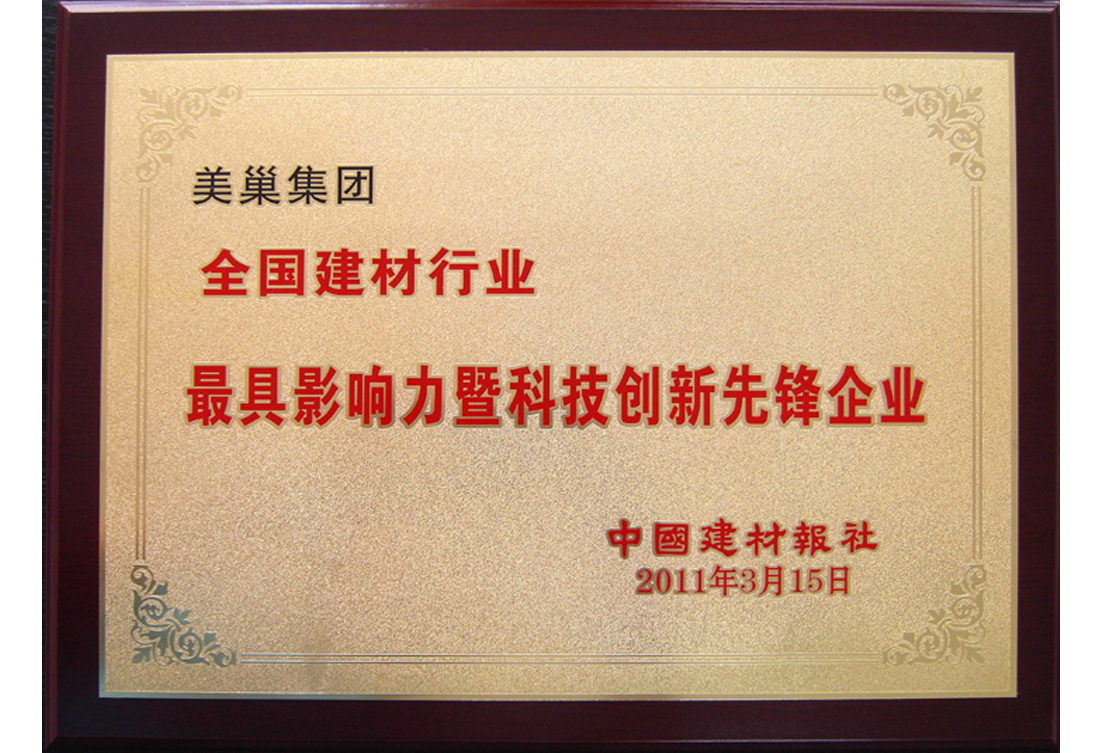 美巢集团
全国建材行业
最具影响力暨科技创新先锋企业
中國建材報社
2011年3月15日